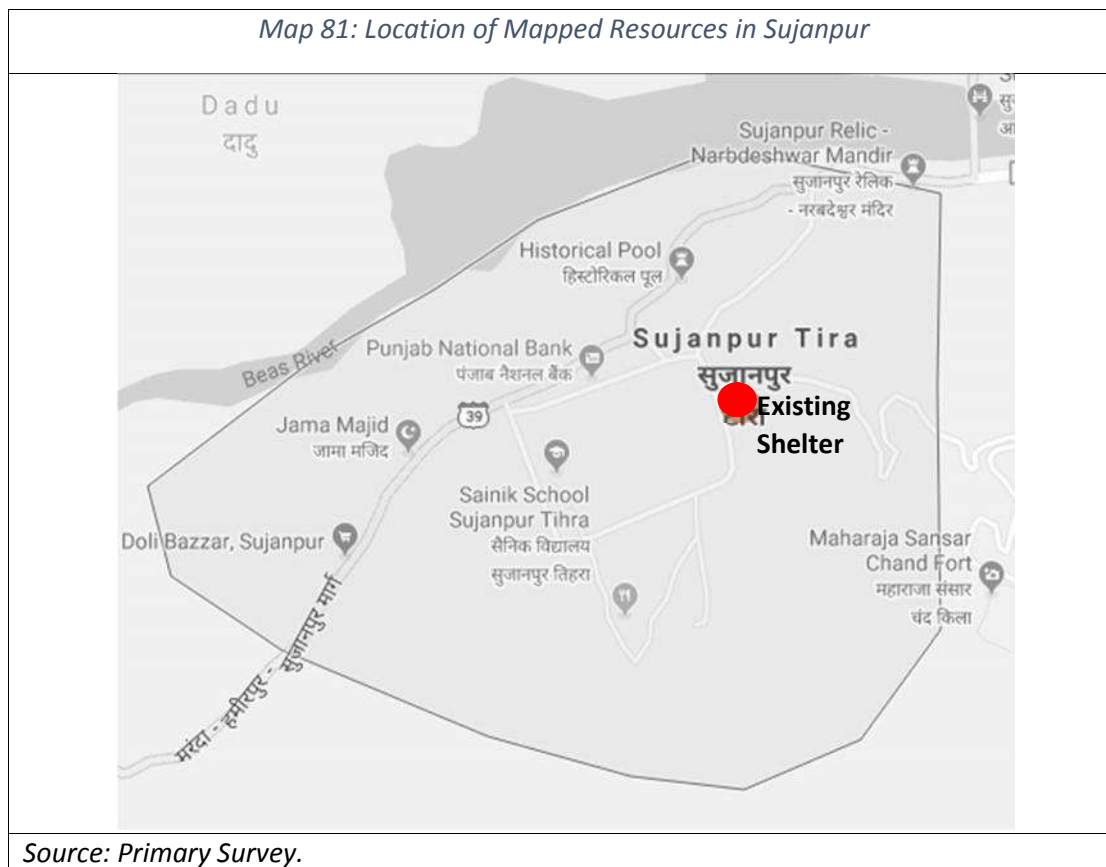 Map 81: Location of Mapped Resources in Sujanpur
Dadu
दादु
Sujanpur Relic -
Narbdeshwar Mandir
सुजानपुर रेलिक
- नरबदेश्वर मंदिर
Historical Pool
हिस्टोरिकल पूल
Sujanpur Tira
सुजानपुर
Punjab National Bank
पंजाब नैशनल बैंक
Beas River
Existing
Shelter
39
Jama Majid
जामा मजिद
Sainik School
Sujanpur Tihra
सैनिक विद्यालय
सुजानपुर तिहरा
Doli Bazzar, Sujanpur
Maharaja Sansar
Chand Fort
महाराजा संसार
चंद किला
मरंदा - हमीरपुर - सुजानपुर मार्ग
Source: Primary Survey.